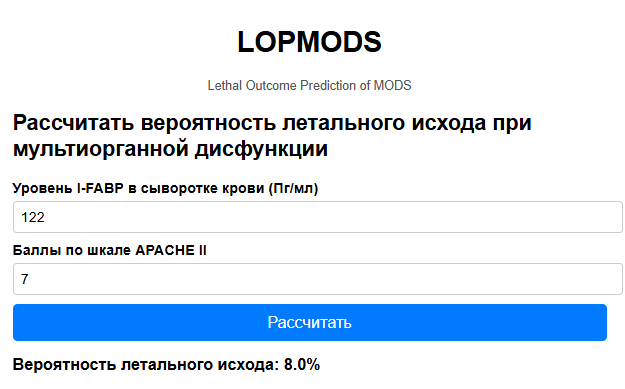 LOPMODS
Lethal Outcome Prediction of MODS
Рассчитать вероятность летального исхода при
мультиорганной дисфункции
Уровень I-FABP в сыворотке крови (Пг/мл)
122
Баллы по шкале APACHE II
7
Рассчитать
Вероятность летального исхода: 8.0%